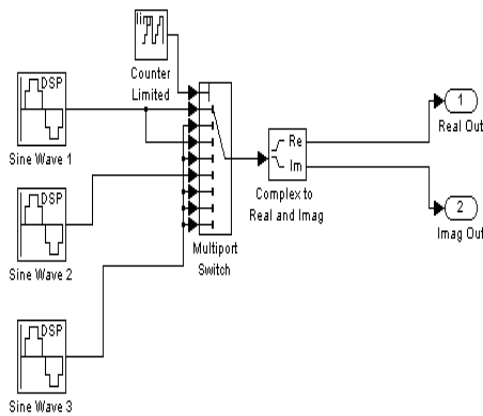 lim
Counter
Limited
DSP
Sine Wave 1
DSP
Sine Wave 2
DSP
Sine Wave 3
Multiport
Switch
Re
Im
Complex to
Real and Imag
1
Real Out
2
Imag Out